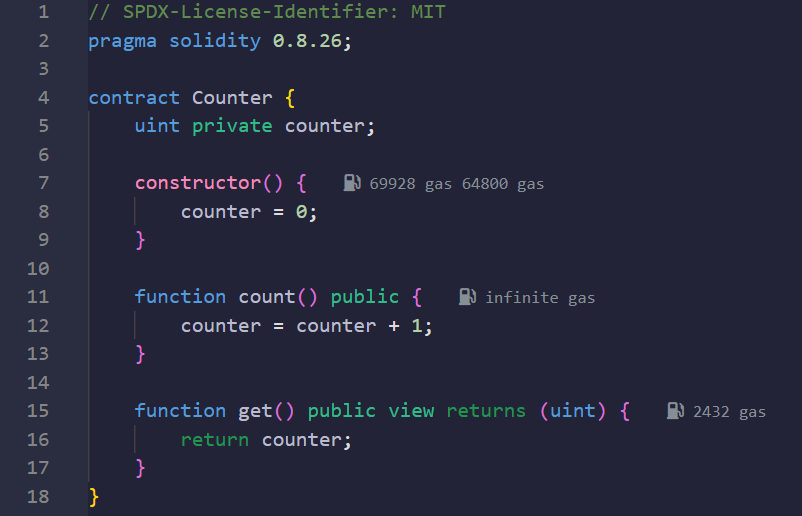 1 // SPDX-License-Identifier: MIT
2 pragma solidity 0.8.26;
3
4 contract Counter {
5     uint private counter;
6
7     constructor() { 69928 gas 64800 gas
8         counter = 0;
9     }
10
11     function count() public { infinite gas
12         counter = counter + 1;
13     }
14
15     function get() public view returns (uint) { 2432 gas
16         return counter;
17     }
18 }